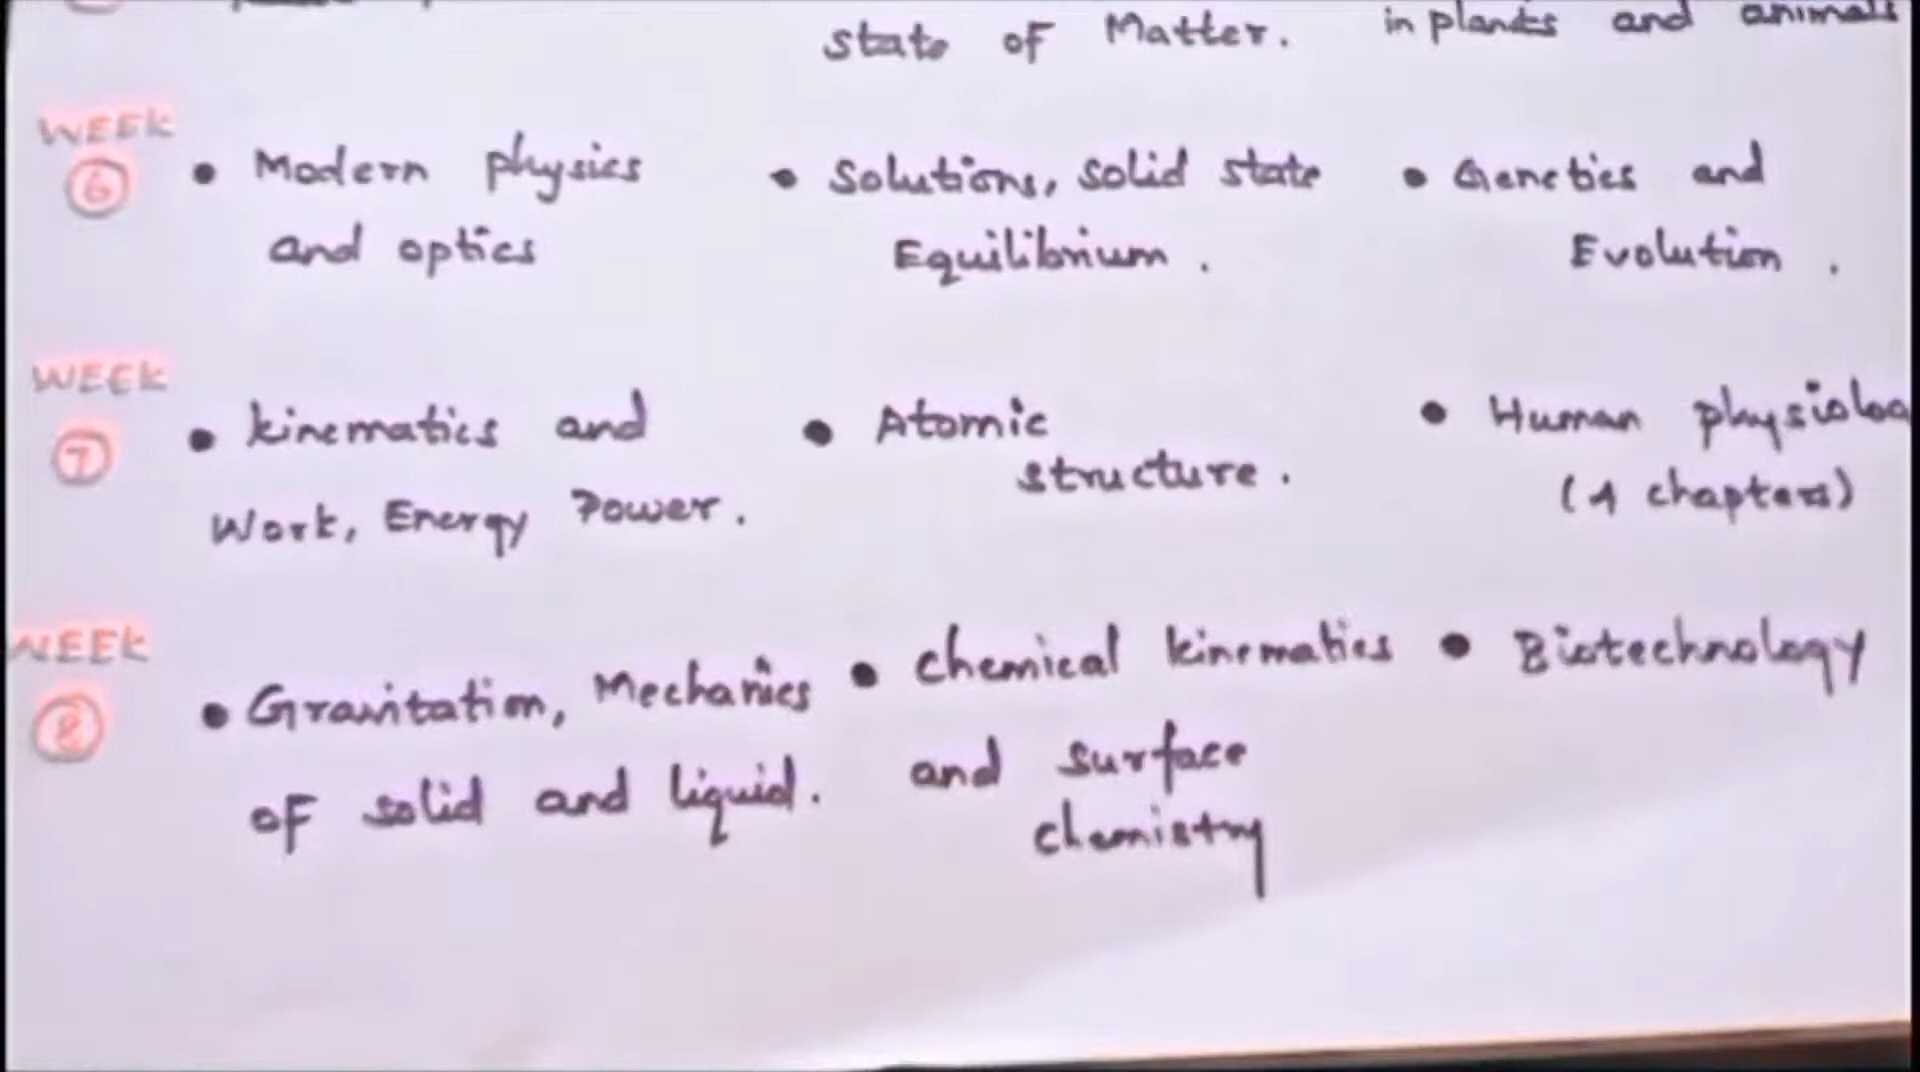 state of Matter. in plants and animals
WEEK
6
• Modern physics
and optics
• Solutions, solid state
Equilibrium.
• Genetics and
Evolution.
WEEK
7
• kinematics and
Work, Energy Power.
• Atomic
structure.
• Human physiolog
(4 chapters)
WEEK
8
• Gravitation, Mechanics
of solid and liquid.
• Chemical kinematics
and surface
chemistry
• Biotechnology